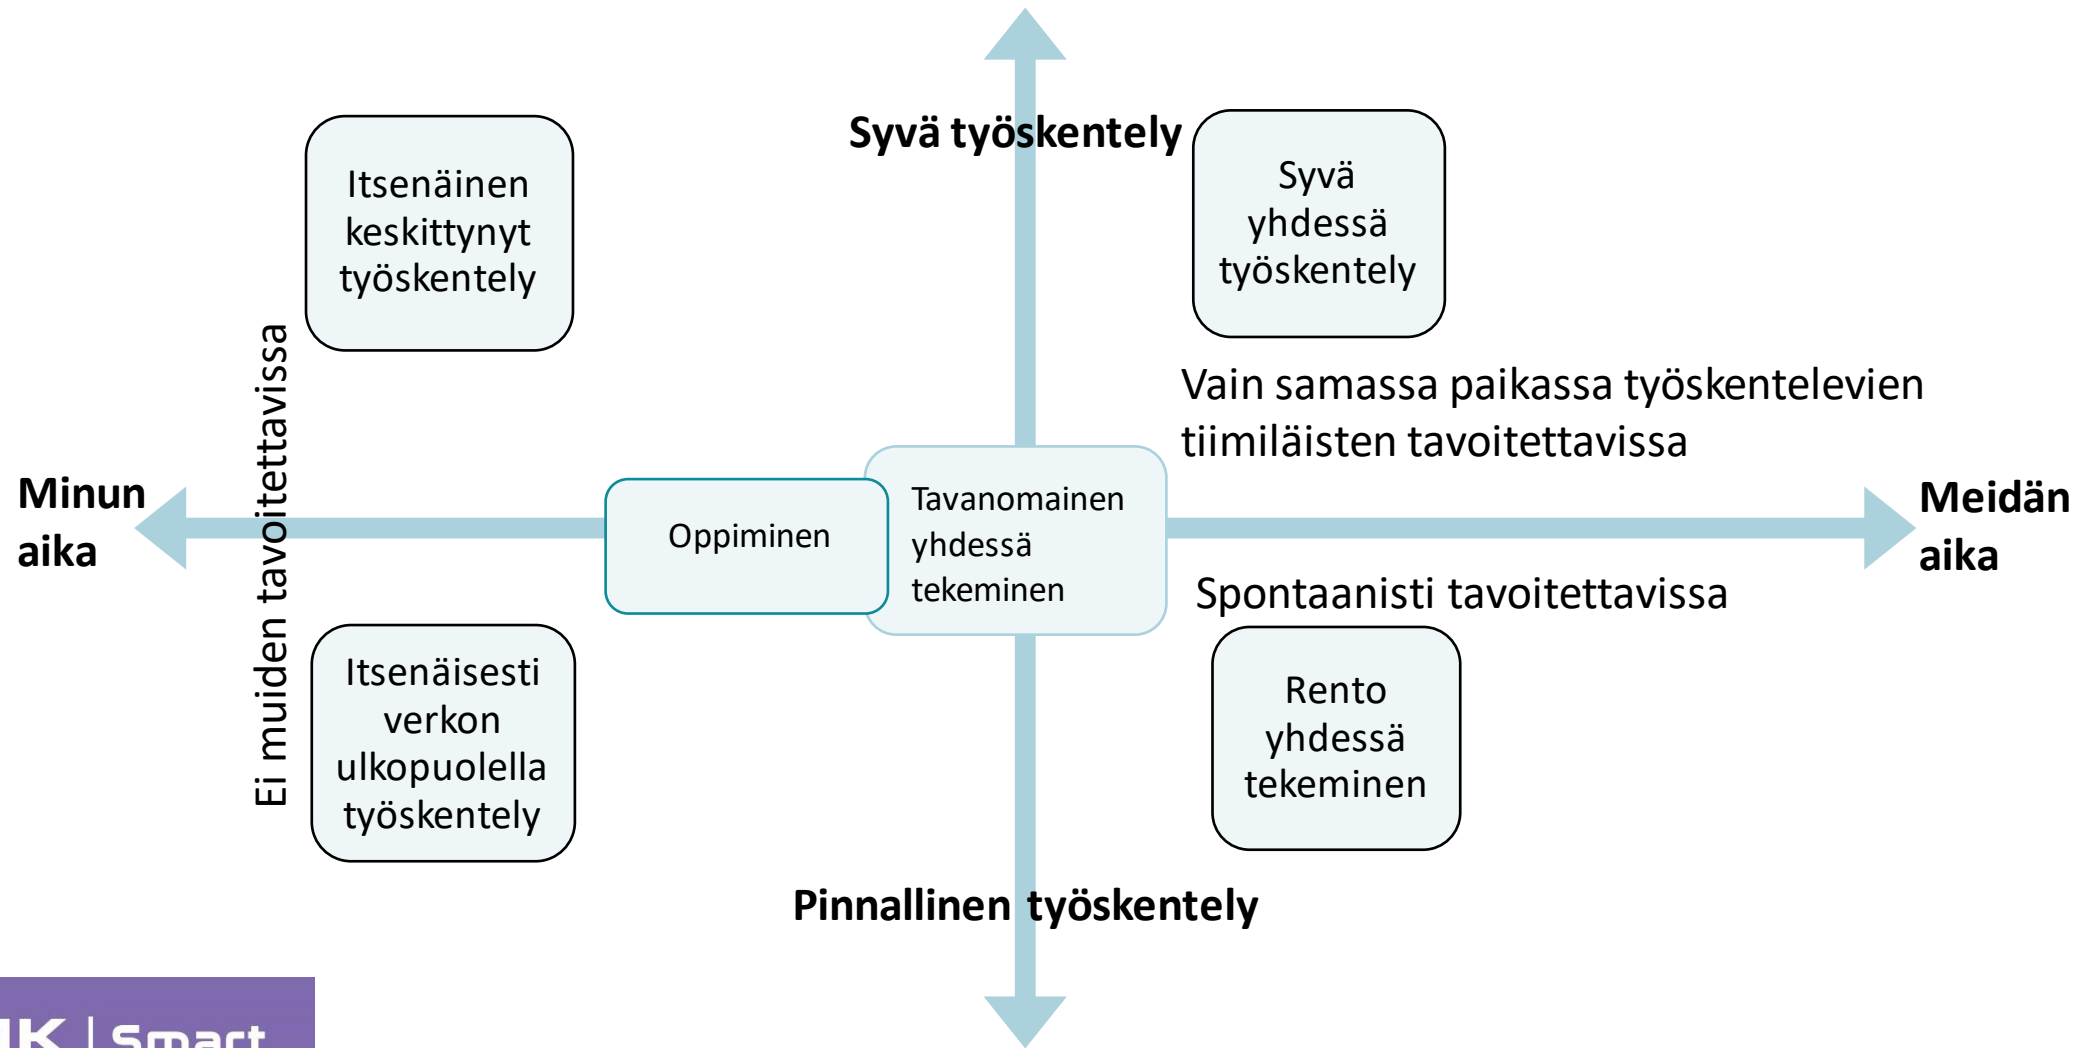 Syvä työskentely
Itsenäinen
keskittynyt
työskentely
Syvä
yhdessä
työskentely
Ei muiden tavoitettavissa
Vain samassa paikassa työskentelevien
tiimiläisten tavoitettavissa
Minun
aika
Oppiminen
Tavanomainen
yhdessä
tekeminen
Meidän
aika
Spontaanisti tavoitettavissa
Itsenäisesti
verkon
ulkopuolella
työskentely
Rento
yhdessä
tekeminen
Pinnallinen työskentely
Smart